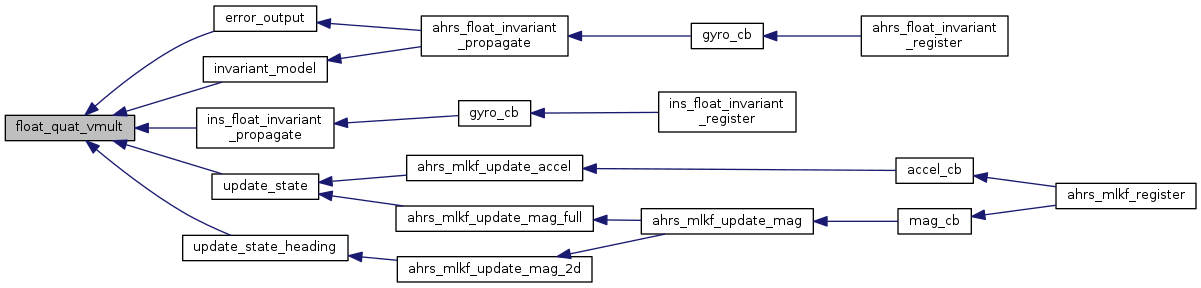 error_output
ahrs_float_invariant
_propagate
gyro_cb
ahrs_float_invariant
_register
invariant_model
float_quat_vmult
ins_float_invariant
_propagate
gyro_cb
ins_float_invariant
_register
update_state
ahrs_mlkf_update_accel
accel_cb
ahrs_mlkf_register
ahrs_mlkf_update_mag_full
ahrs_mlkf_update_mag
mag_cb
update_state_heading
ahrs_mlkf_update_mag_2d